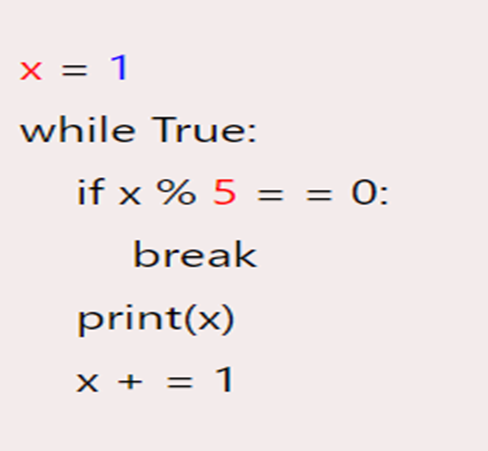 x = 1
while True:
    if x % 5 = = 0:
        break
    print(x)
    x + = 1